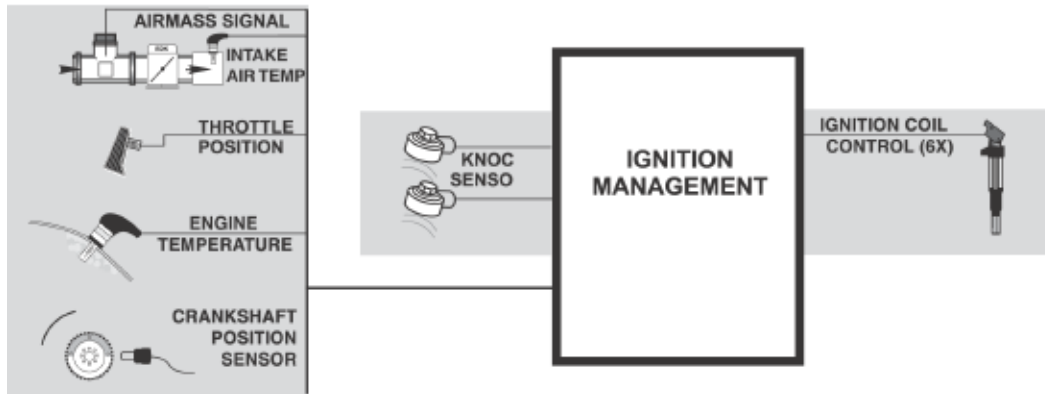 AIRMASS SIGNAL
INTAKE
AIR TEMP
THROTTLE
POSITION
ENGINE
TEMPERATURE
CRANKSHAFT
POSITION
SENSOR
KNOC
SENSO
IGNITION
MANAGEMENT
IGNITION COIL
CONTROL (6X)